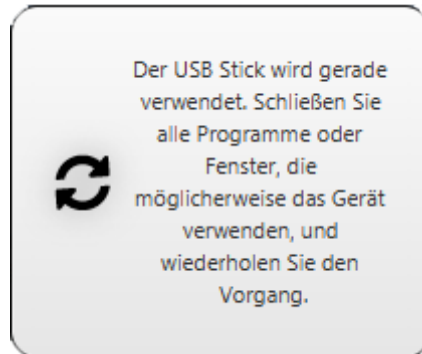 Der USB Stick wird gerade
verwendet. Schließen Sie
alle Programme oder
Fenster, die
möglicherweise das Gerät
verwenden, und
wiederholen Sie den
Vorgang.